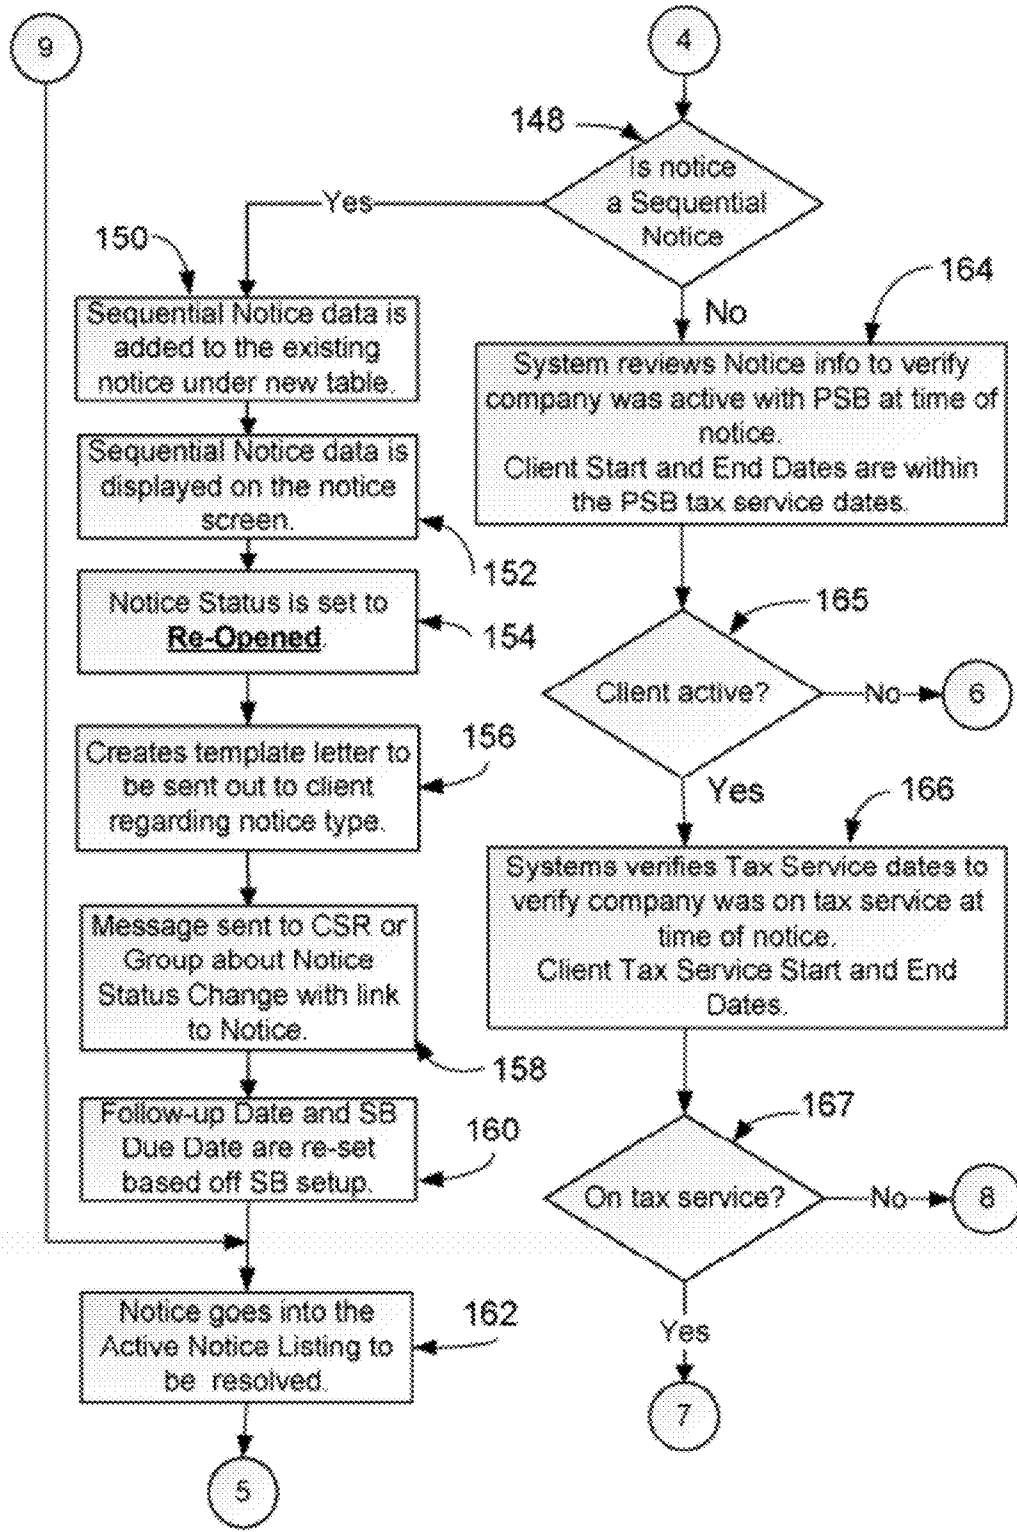 9
4
148
Is notice
a Sequential
Notice
Yes
No
150
Sequential Notice data is
added to the existing
notice under new table.
Sequential Notice data is
displayed on the notice
screen.
152
Notice Status is set to
Re-Opened.
154
Creates template letter to
be sent out to client
regarding notice type.
156
Message sent to CSR or
Group about Notice
Status Change with link
to Notice.
158
Follow-up Date and SB
Due Date are re-set
based off SB setup.
160
Notice goes into the
Active Notice Listing to
be resolved.
162
5
164
System reviews Notice info to verify
company was active with PSB at time of
notice.
Client Start and End Dates are within
the PSB tax service dates.
165
Client active?
No
6
Yes
166
Systems verifies Tax Service dates to
verify company was on tax service at
time of notice.
Client Tax Service Start and End
Dates.
167
On tax service?
No
8
Yes
7